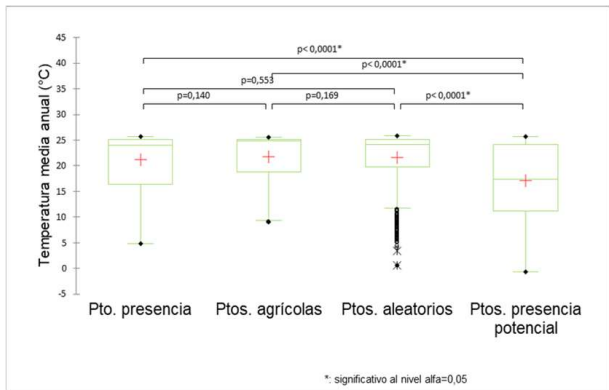 p< 0,0001*
p< 0,0001*
p=0,553
p=0,140
p=0,169
p< 0,0001*
Temperatura media anual (°C)
45
40
35
30
25
20
15
10
5
0
-5
Pto. presencia
Ptos. agrícolas
Ptos. aleatorios
Ptos. presencia
potencial
*: significativo al nivel alfa=0,05